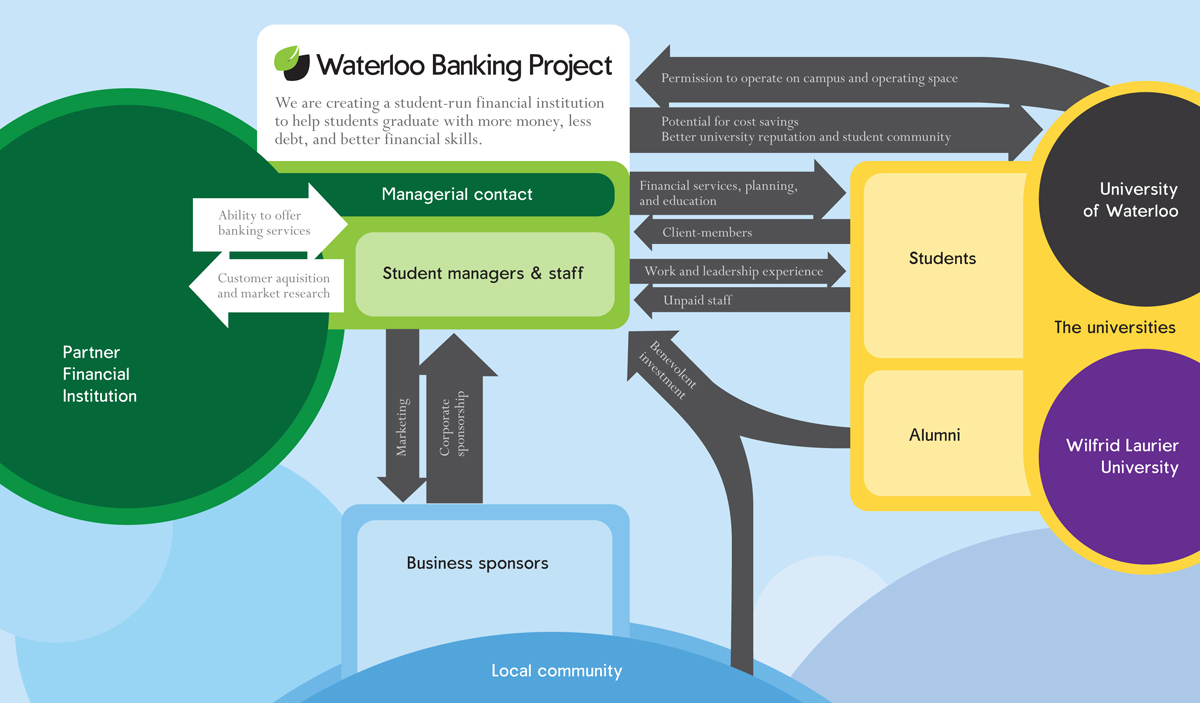 Waterloo Banking Project
We are creating a student-run financial institution
to help students graduate with more money, less
debt, and better financial skills.
Permission to operate on campus and operating space
Potential for cost savings
Better university reputation and student community
Managerial contact
Student managers & staff
Ability to offer
banking services
Customer aquisition
and market research
Partner
Financial
Institution
Financial services, planning,
and education
Client-members
Work and leadership experience
Unpaid staff
Students
Alumni
University
of Waterloo
The universities
Wilfrid Laurier
University
Benevolent
investment
Marketing
Corporate
sponsorship
Business sponsors
Local community